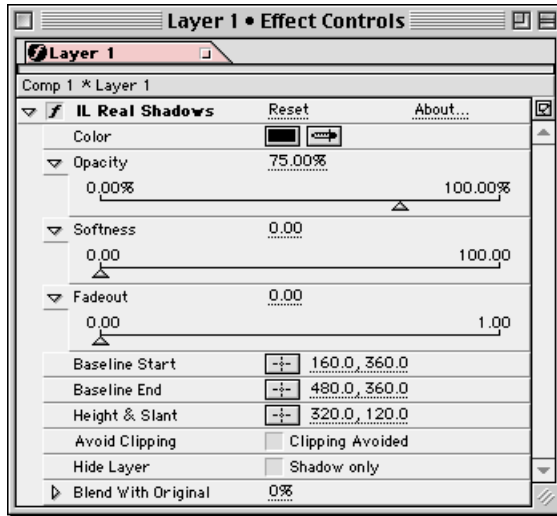 Layer 1 • Effect Controls
Layer 1
Comp 1 * Layer 1
IL Real Shadows Reset About...
Color
Opacity 75.00%
0.00% 100.00%
Softness 0.00
0.00 100.00
Fadeout 0.00
0.00 1.00
Baseline Start 160.0, 360.0
Baseline End 480.0, 360.0
Height & Slant 320.0, 120.0
Avoid Clipping Clipping Avoided
Hide Layer Shadow only
Blend With Original 0%